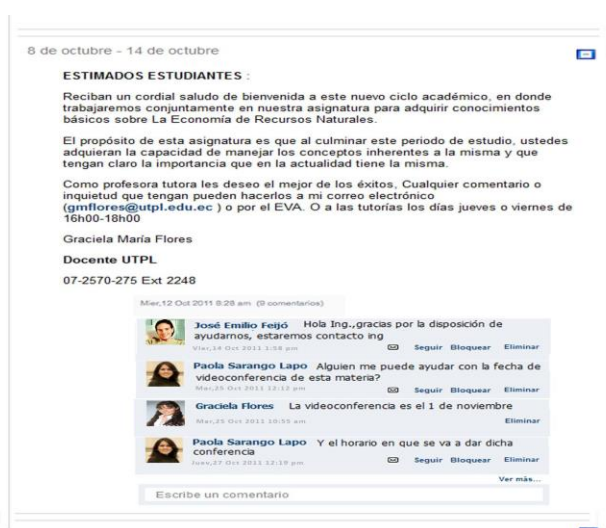 8 de octubre - 14 de octubre
ESTIMADOS ESTUDIANTES :
Reciban un cordial saludo de bienvenida a este nuevo ciclo académico, en donde
trabajaremos conjuntamente en nuestra asignatura para adquirir conocimientos
básicos sobre La Economía de Recursos Naturales.
El propósito de esta asignatura es que al culminar este periodo de estudio, ustedes
adquieran la capacidad de manejar los conceptos inherentes a la misma y que
tengan claro la importancia que en la actualidad tiene la misma.
Como profesora tutora les deseo el mejor de los éxitos, Cualquier comentario o
inquietud que tengan pueden hacerlos a mi correo electrónico
(gmflores@utpl.edu.ec ) o por el EVA. O a las tutorías los días jueves o viernes de
16h00-18h00
Graciela María Flores
Docente UTPL
07-2570-275 Ext 2248
Mier,12 Oct 2011 8:28 am (9 comentarios)
José Emilio Feijó Hola Ing.,gracias por la disposición de
ayudarnos, estaremos contacto ing
Vier,14 Oct 2011 1:58 pm Seguir Bloquear Eliminar
Paola Sarango Lapo Alguien me puede ayudar con la fecha de
videoconferencia de esta materia?
Mar,25 Oct 2011 12:12 pm Seguir Bloquear Eliminar
Graciela Flores La videoconferencia es el 1 de noviembre
Mar,25 Oct 2011 10:55 am Eliminar
Paola Sarango Lapo Y el horario en que se va a dar dicha
conferencia
Juev,27 Oct 2011 12:19 pm Seguir Bloquear Eliminar
Ver más...
Escribe un comentario